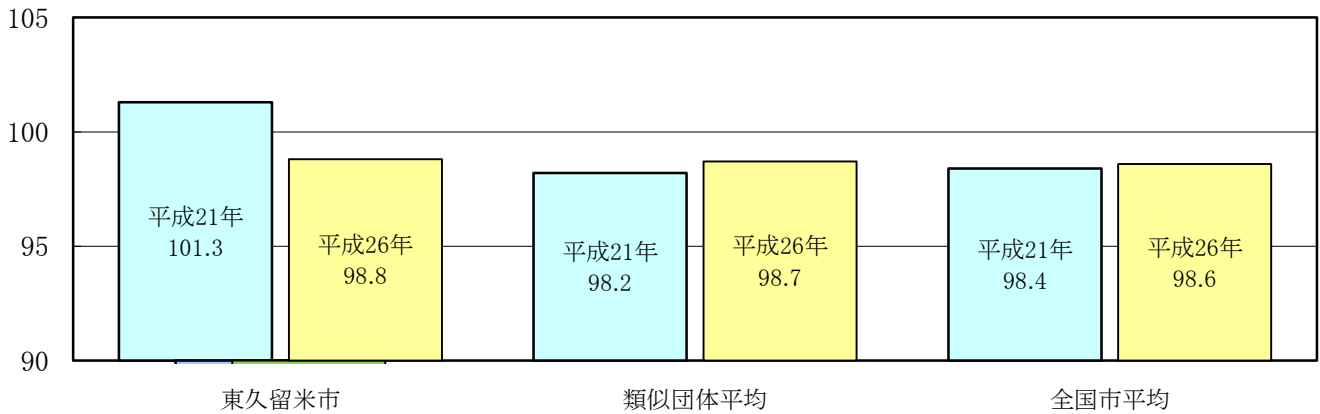 105
100
95
90
平成21年
101.3
平成26年
98.8
平成21年
98.2
平成26年
98.7
平成21年
98.4
平成26年
98.6
東久留米市
類似団体平均
全国市平均